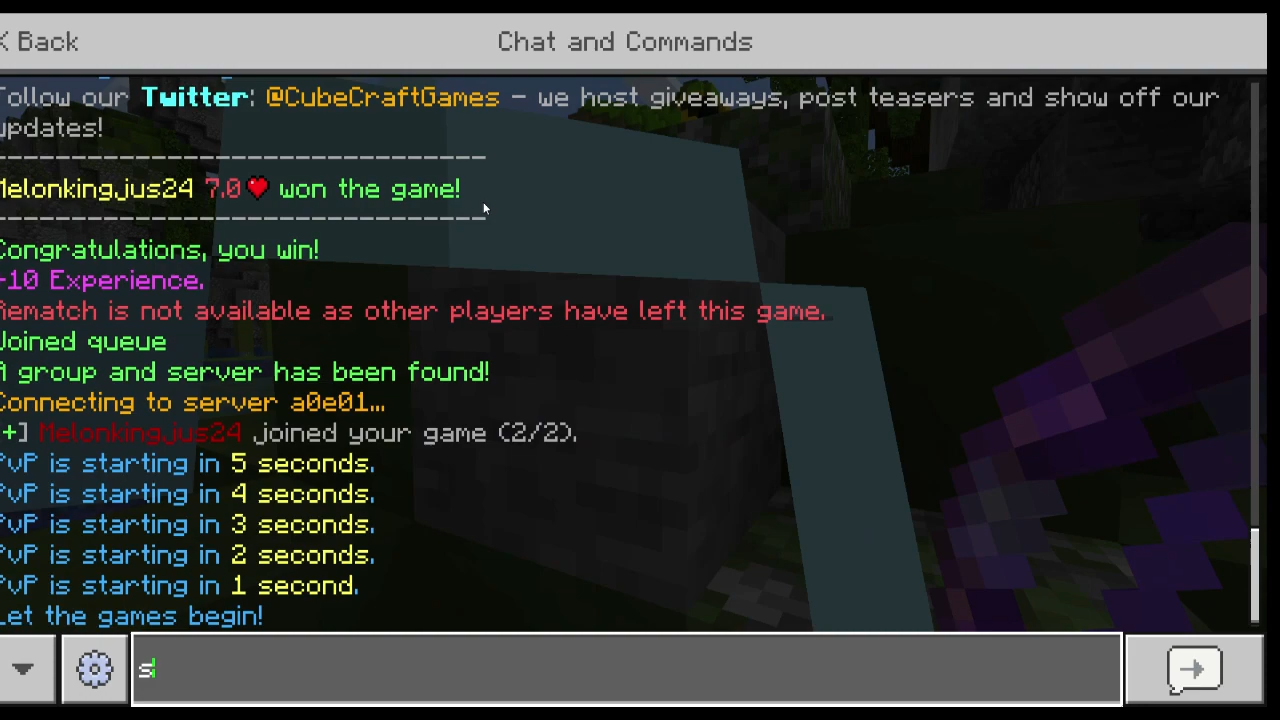 Back
Chat and Commands
Follow our Twitter: @CubeCraftGames - we host giveaways, post teasers and show off our
updates!
--------------------------------
Melonkingjus24 7.0❤ won the game!
--------------------------------
Congratulations, you win!
+10 Experience.
Rematch is not available as other players have left this game.
Joined queue
A group and server has been found!
Connecting to server a0e01...
[+] Melonkingjus24 joined your game (2/2).
PvP is starting in 5 seconds.
PvP is starting in 4 seconds.
PvP is starting in 3 seconds.
PvP is starting in 2 seconds.
PvP is starting in 1 second.
Let the games begin!
s